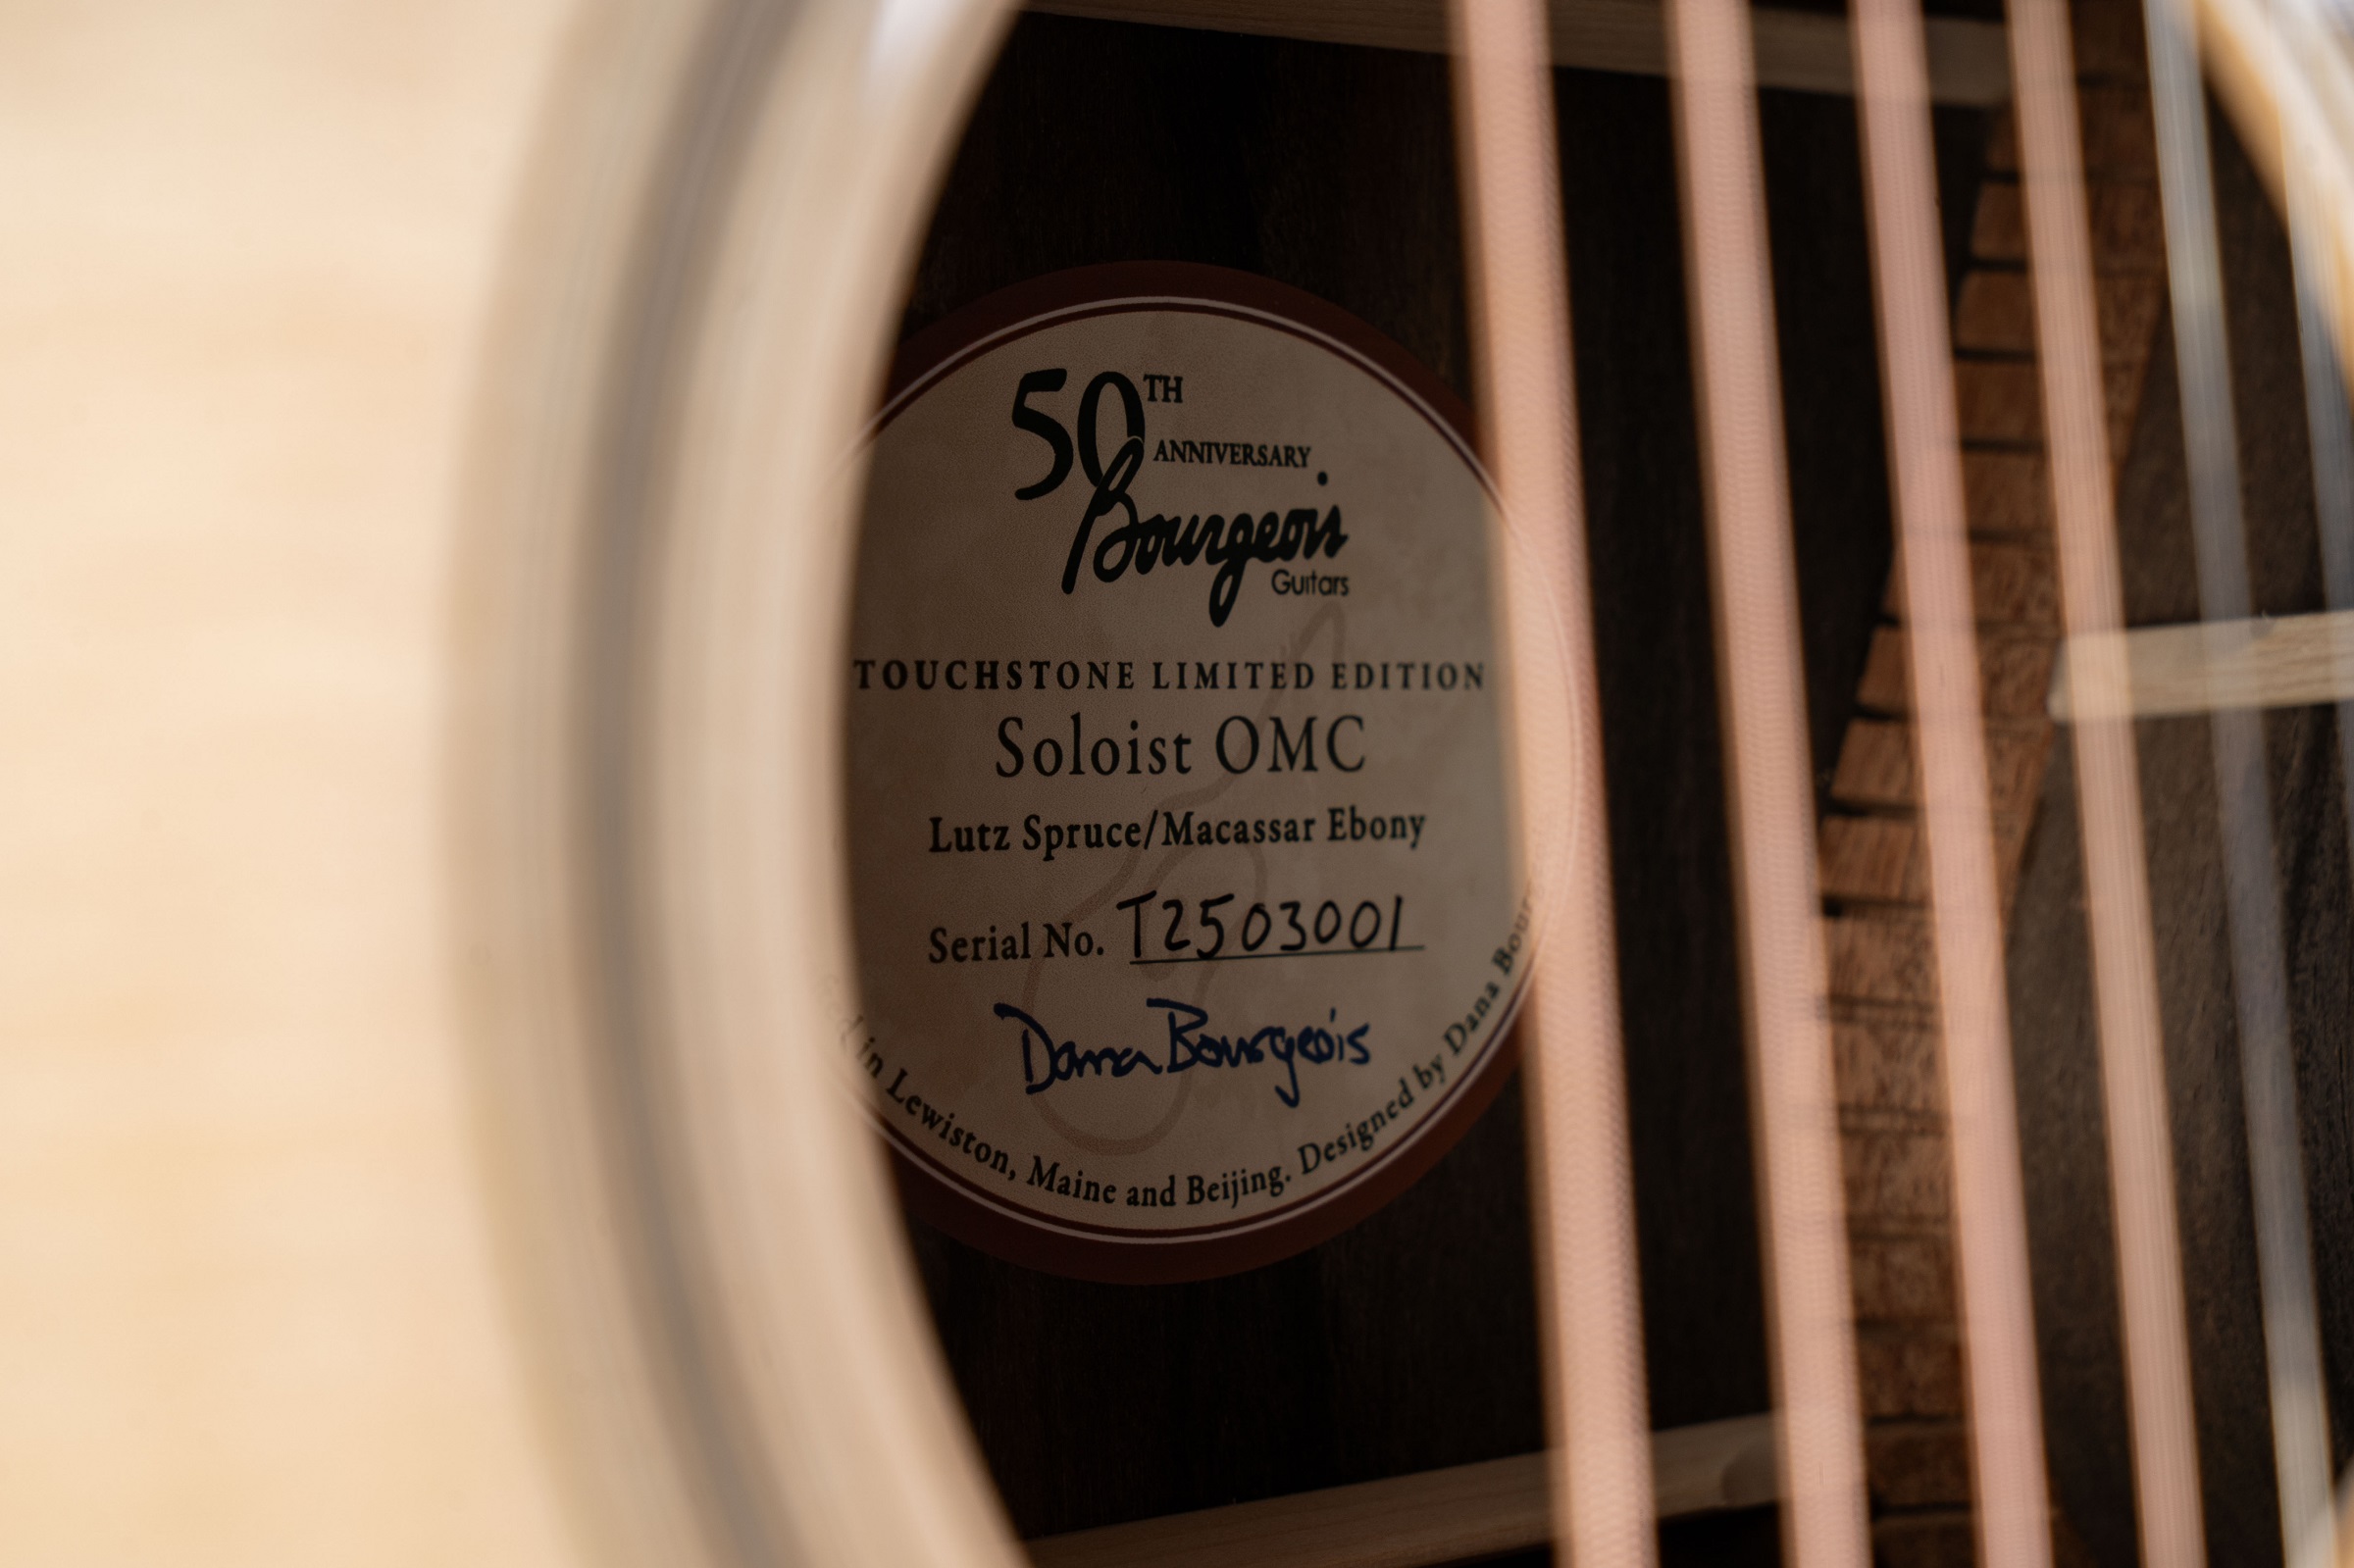 50TH
ANNIVERSARY
Bourgeois
Guitars
TOUCHSTONE LIMITED EDITION
Soloist OMC
Lutz Spruce/Macassar Ebony
Serial No. T2503001
Dana Bourgeois
in Lewiston, Maine and Beijing. Designed by Dana